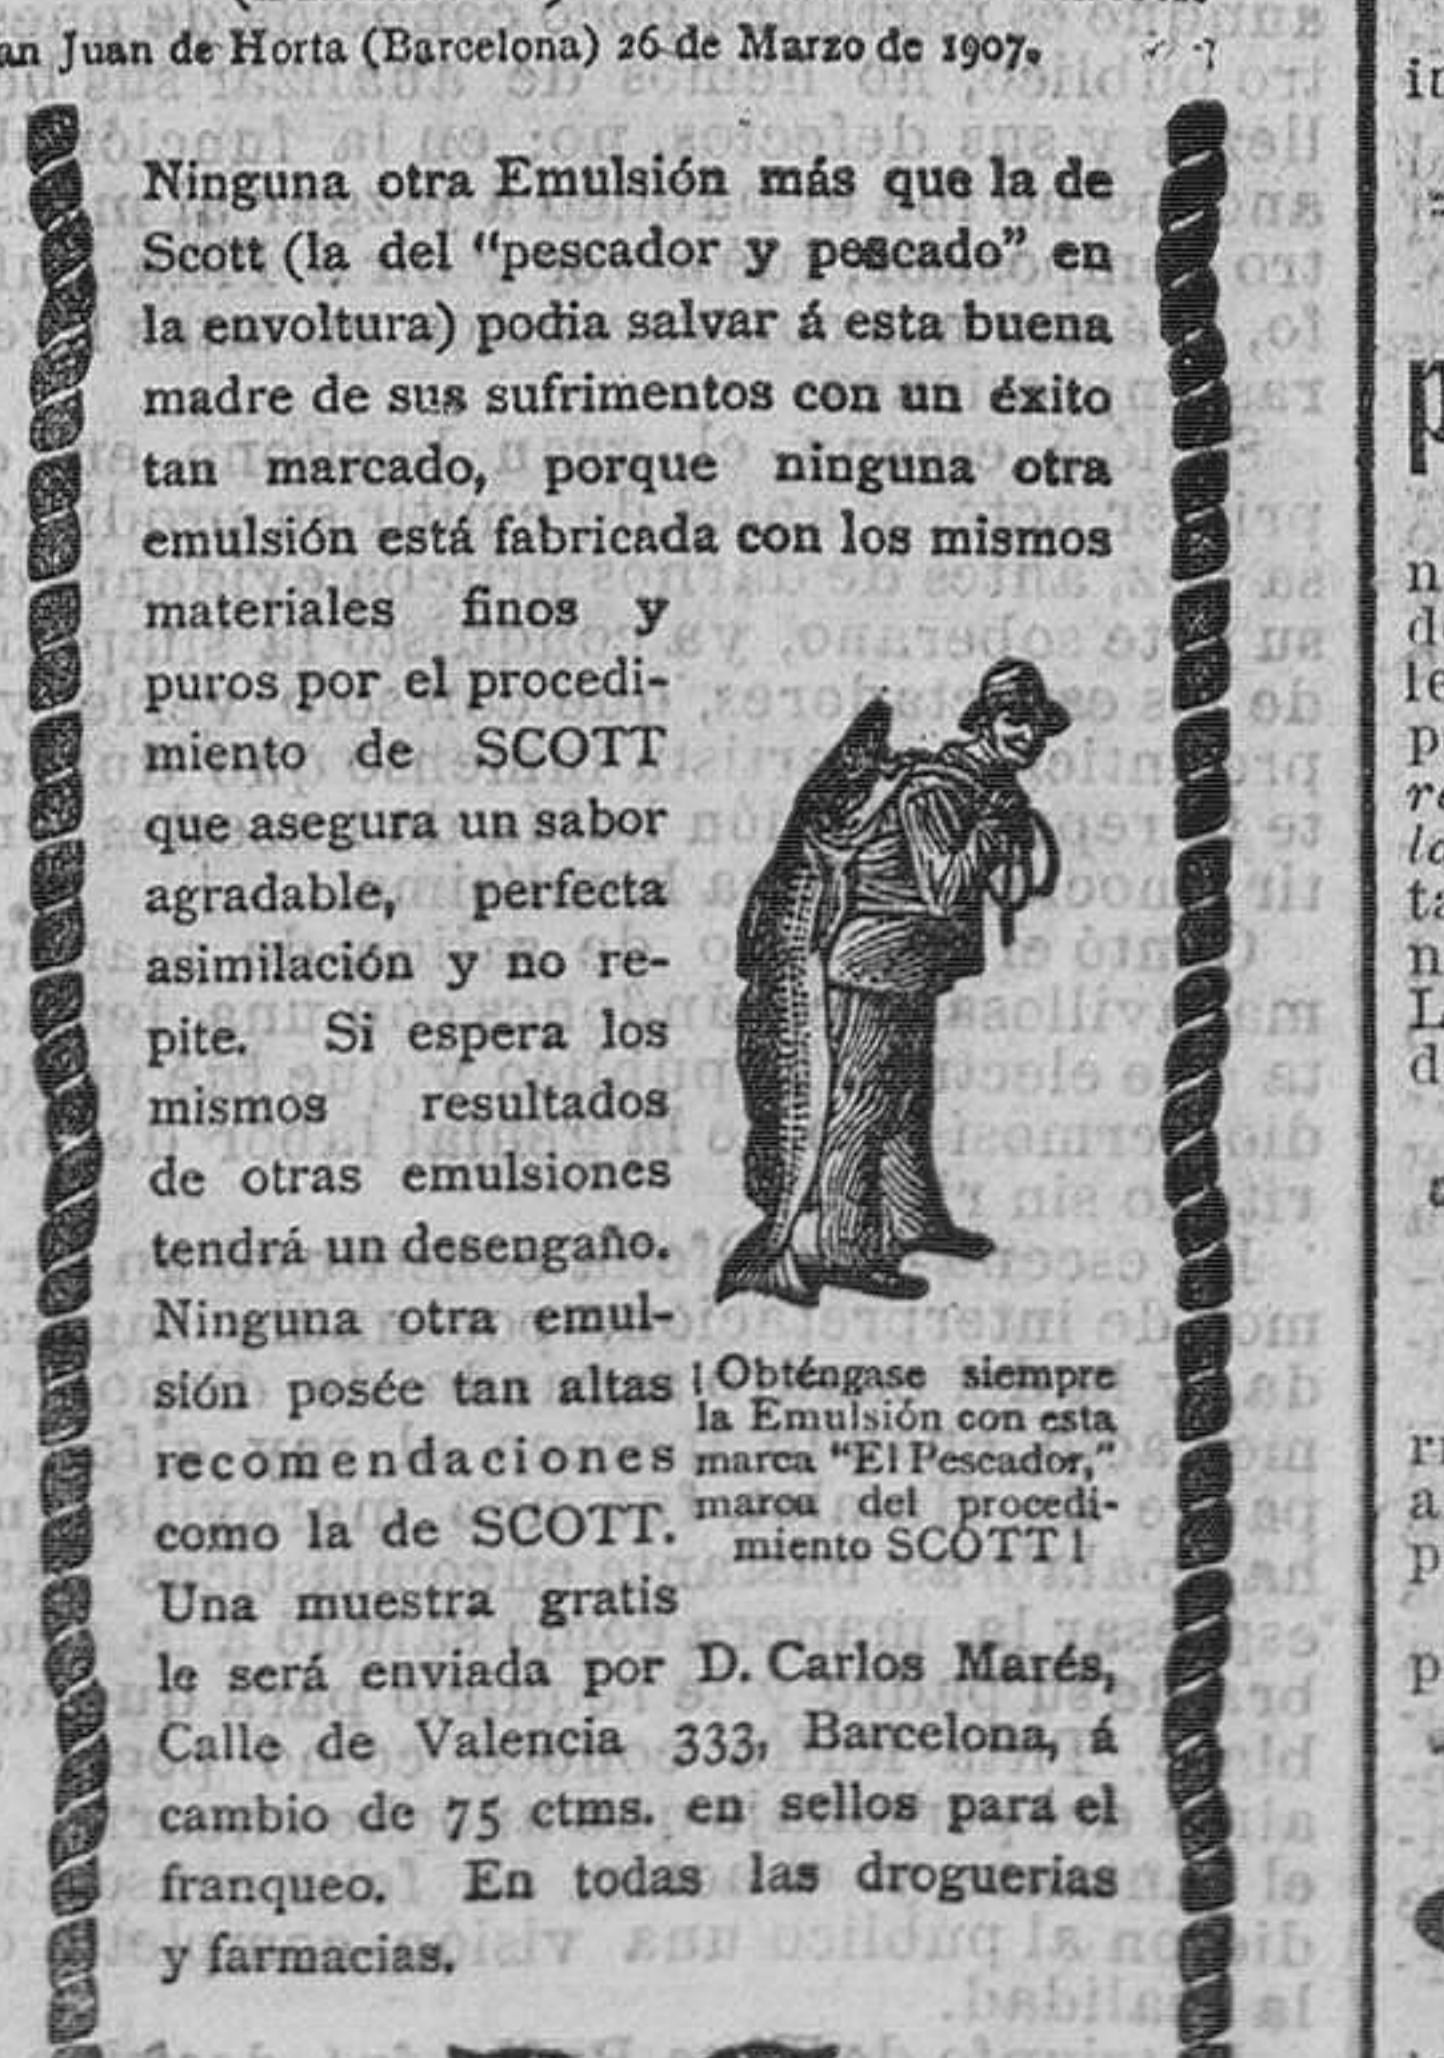 Juan de Horta (Barcelona) 26 de Marzo de 1907.
Ninguna otra Emulsión más que la de
Scott (la del “pescador y pescado” en
la envoltura) podia salvar á esta buena
madre de sus sufrimentos con un éxito
tan marcado, porque ninguna otra
emulsión está fabricada con los mismos
materiales finos y
puros por el procedi-
miento de SCOTT
que asegura un sabor
agradable, perfecta
asimilación y no re-
pite. Si espera los
mismos resultados
de otras emulsiones
tendrá un desengaño.
Ninguna otra emul-
sión posée tan altas
recomendaciones
como la de SCOTT.
Una muestra gratis
le será enviada por D. Carlos Marés,
Calle de Valencia 333, Barcelona, á
cambio de 75 ctms. en sellos para el
franqueo. En todas las droguerias
y farmacias.
¡Obténgase siempre
la Emulsión con esta
marca “El Pescador,”
marca del procedi-
miento SCOTT!